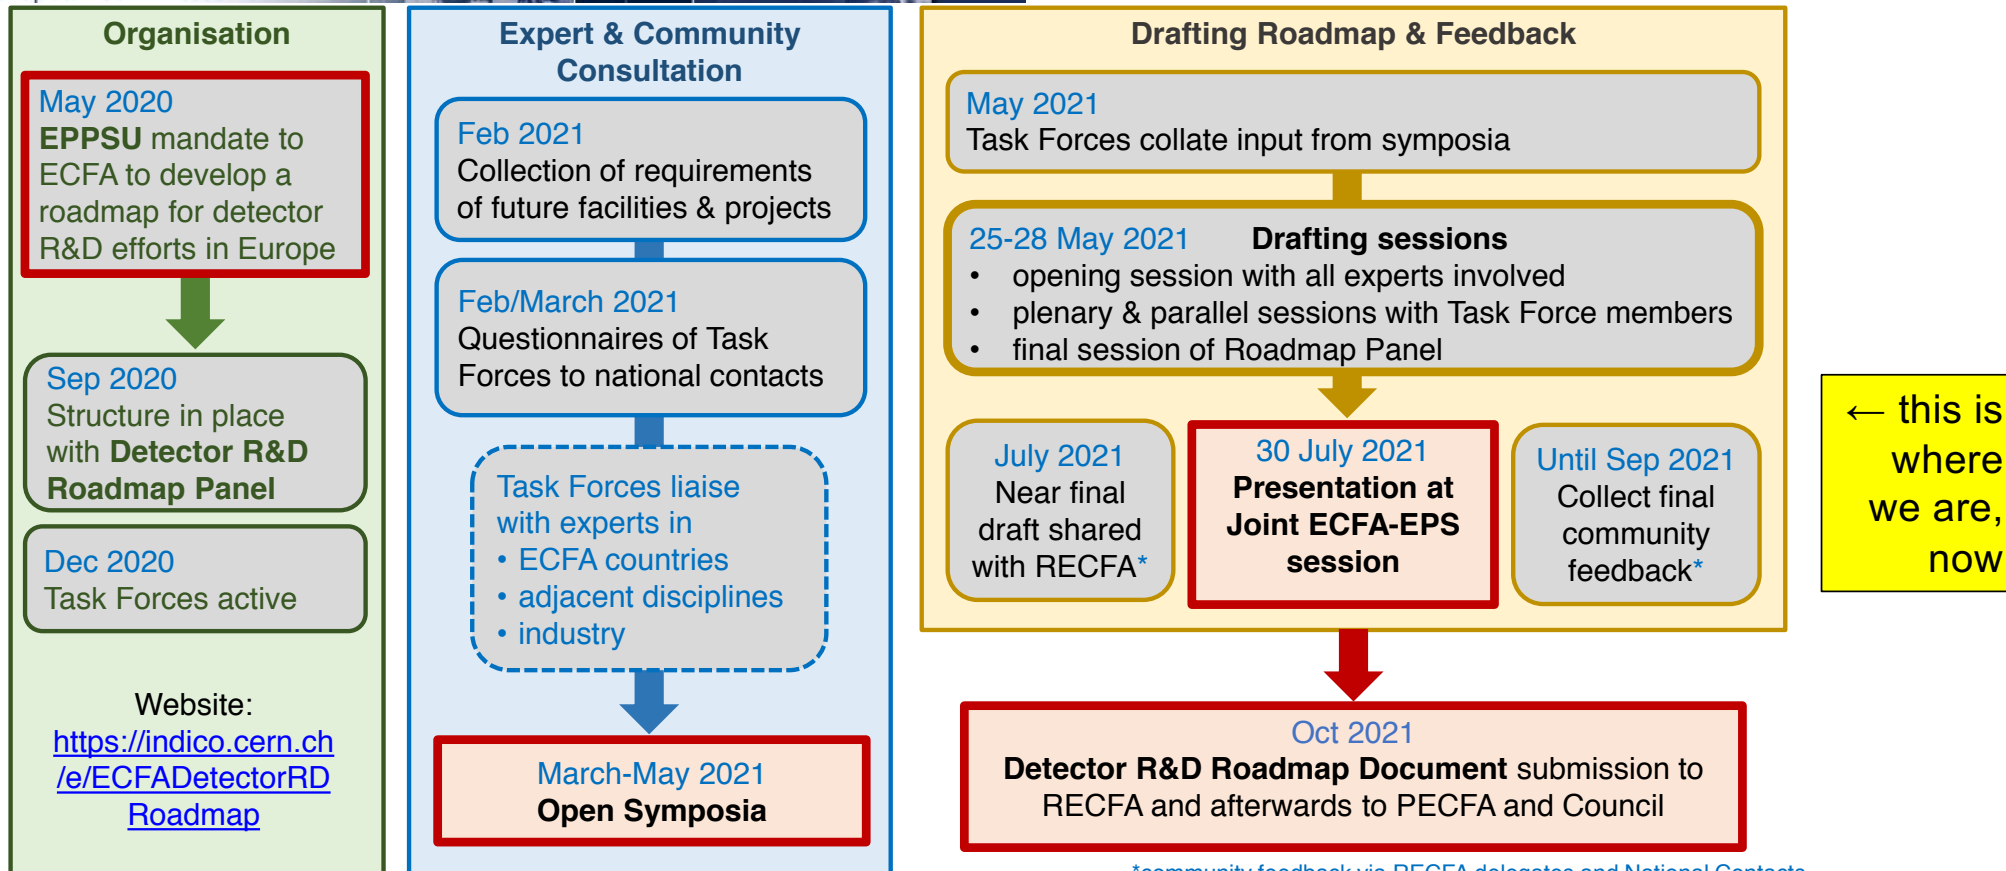 Organisation
May 2020
EPPSU mandate to
ECFA to develop a
roadmap for detector
R&D efforts in Europe
Sep 2020
Structure in place
with Detector R&D
Roadmap Panel
Dec 2020
Task Forces active
Website:
https://indico.cern.ch
/e/ECFADetectorRD
Roadmap
Expert & Community
Consultation
Feb 2021
Collection of requirements
of future facilities & projects
Feb/March 2021
Questionnaires of Task
Forces to national contacts
Task Forces liaise
with experts in
• ECFA countries
• adjacent disciplines
• industry
March-May 2021
Open Symposia
Drafting Roadmap & Feedback
May 2021
Task Forces collate input from symposia
25-28 May 2021 Drafting sessions
• opening session with all experts involved
• plenary & parallel sessions with Task Force members
• final session of Roadmap Panel
July 2021
Near final
draft shared
with RECFA*
30 July 2021
Presentation at
Joint ECFA-EPS
session
Until Sep 2021
Collect final
community
feedback*
Oct 2021
Detector R&D Roadmap Document submission to
RECFA and afterwards to PECFA and Council
← this is
where
we are,
now
*community feedback via RECFA delegates and National Contacts